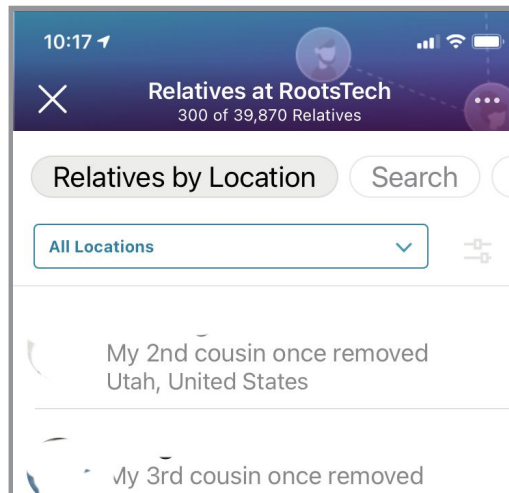 10:17
Relatives at RootsTech
300 of 39,870 Relatives
Relatives by Location
Search
All Locations
My 2nd cousin once removed
Utah, United States
My 3rd cousin once removed